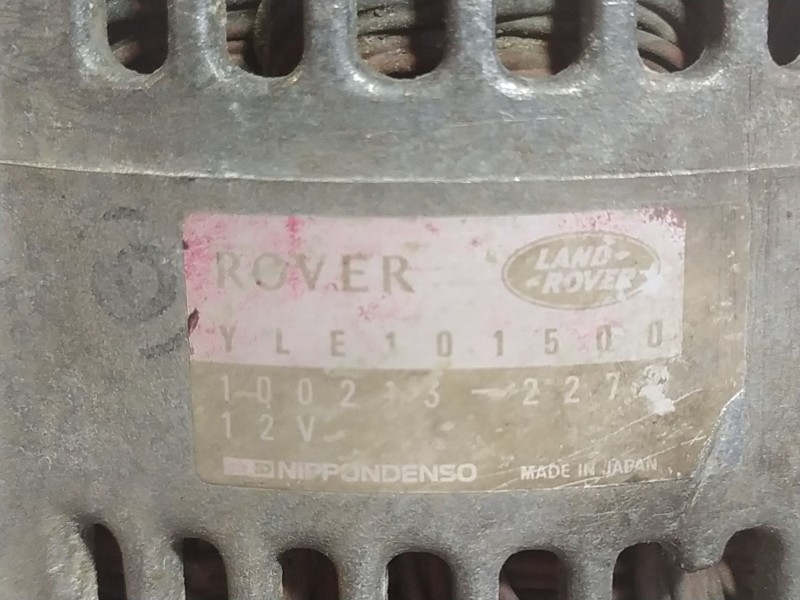 ROVER
LAND-
-ROVER
YLE101500
100213-227
12V
NIPPONDENSO MADE IN JAPAN